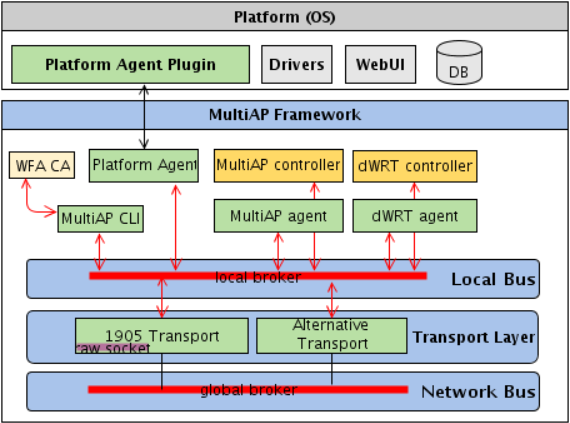 Platform (OS)
Platform Agent Plugin
Drivers
WebUI
DB
MultiAP Framework
WFA CA
Platform Agent
MultiAP controller
dWRT controller
MultiAP CLI
MultiAP agent
dWRT agent
local broker
Local Bus
1905 Transport
raw socket
Alternative
Transport
Transport Layer
global broker
Network Bus